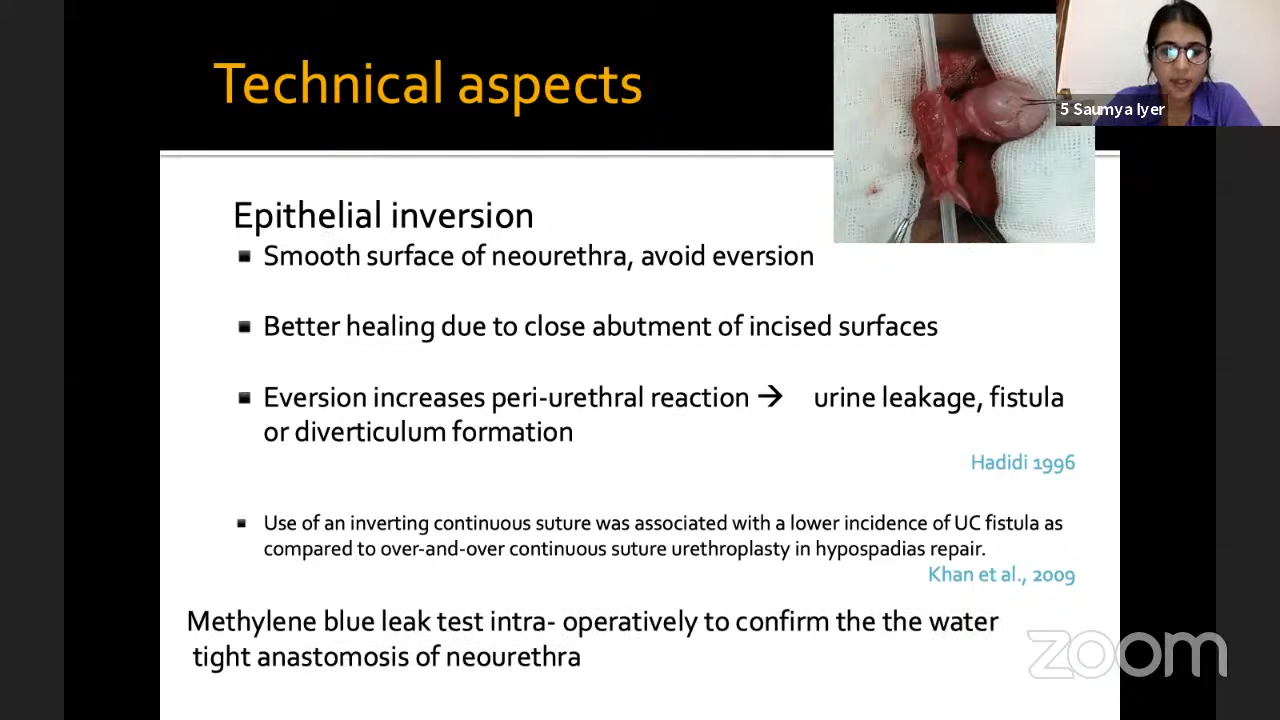 Technical aspects
5 Saumya Iyer
Epithelial inversion
Smooth surface of neourethra, avoid eversion
Better healing due to close abutment of incised surfaces
Eversion increases peri-urethral reaction → urine leakage, fistula
or diverticulum formation
Hadidi 1996
Use of an inverting continuous suture was associated with a lower incidence of UC fistula as
compared to over-and-over continuous suture urethroplasty in hypospadias repair.
Khan et al., 2009
Methylene blue leak test intra- operatively to confirm the the water
tight anastomosis of neourethra
zoom